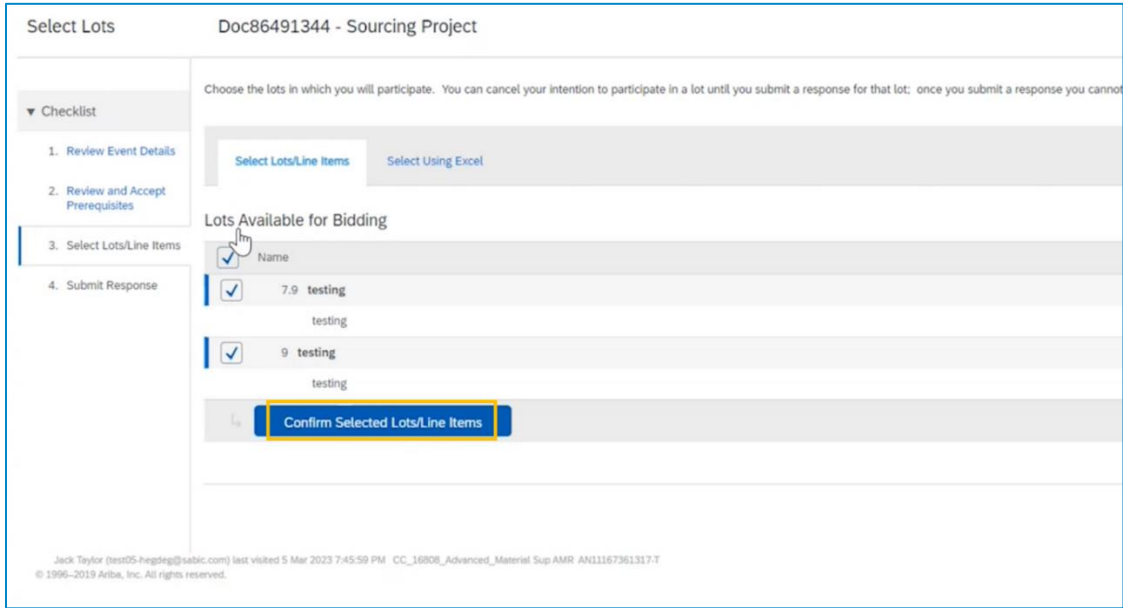 Select Lots
Doc86491344 - Sourcing Project
Choose the lots in which you will participate. You can cancel your intention to participate in a lot until you submit a response for that lot; once you submit a response you cannot
▼ Checklist
1. Review Event Details
2. Review and Accept
Prerequisites
3. Select Lots/Line Items
4. Submit Response
Select Lots/Line Items
Select Using Excel
Lots Available for Bidding
Name
7.9 testing
testing
9 testing
testing
Confirm Selected Lots/Line Items
Jack Taylor (test05-hegdeg@sabic.com) last visited 5 Mar 2023 7:45:59 PM CC_16808_Advanced_Material Sup AMR AN11167361317-T
© 1996–2019 Ariba, Inc. All rights reserved.